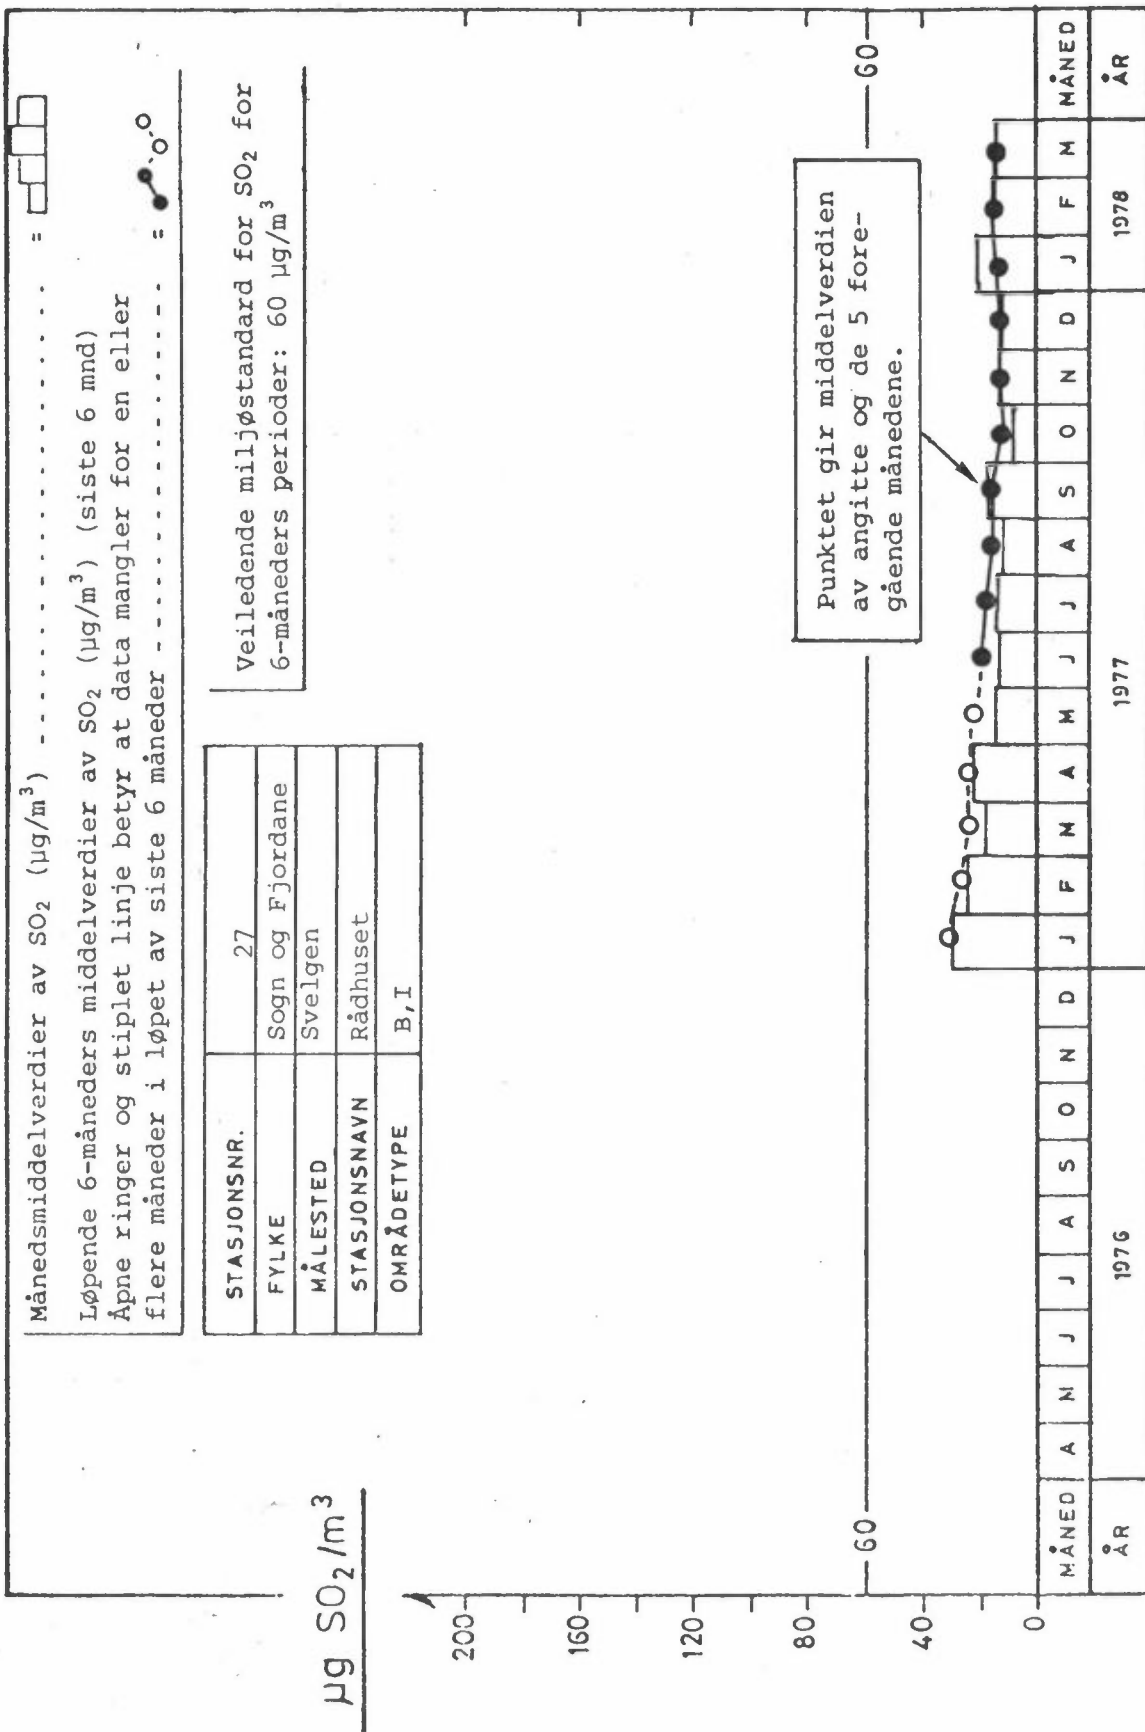 Månedsmiddelverdier av SO₂ (µg/m³) - - - - - - - - - - - - - - - - - =
Løpende 6-måneders middelverdier av SO₂ (µg/m³) (siste 6 mnd)
Åpne ringer og stiplet linje betyr at data mangler for en eller
flere måneder i løpet av siste 6 måneder - - - - - - - - - - - - - =
STASJONSNR. 27
FYLKE Sogn og Fjordane
MÅLESTED Svelgen
STASJONSNAVN Rådhuset
OMRÅDETYPE B,I
Veiledende miljøstandard for SO₂ for
6-måneders perioder: 60 µg/m³
µg SO₂/m³
200
160
120
80
40
0
60 60
Punktet gir middelverdien
av angitte og de 5 fore-
gående månedene.
MÅNED A M J J A S O N D J F M A M J J A S O N D J F M MÅNED
ÅR 1976 1977 1978 ÅR